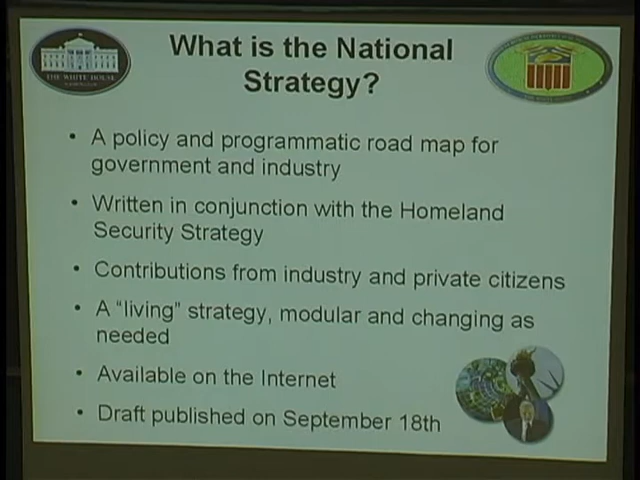 What is the National
Strategy?
THE WHITE HOUSE
WASHINGTON
• A policy and programmatic road map for
government and industry
• Written in conjunction with the Homeland
Security Strategy
• Contributions from industry and private citizens
• A “living” strategy, modular and changing as
needed
• Available on the Internet
• Draft published on September 18th